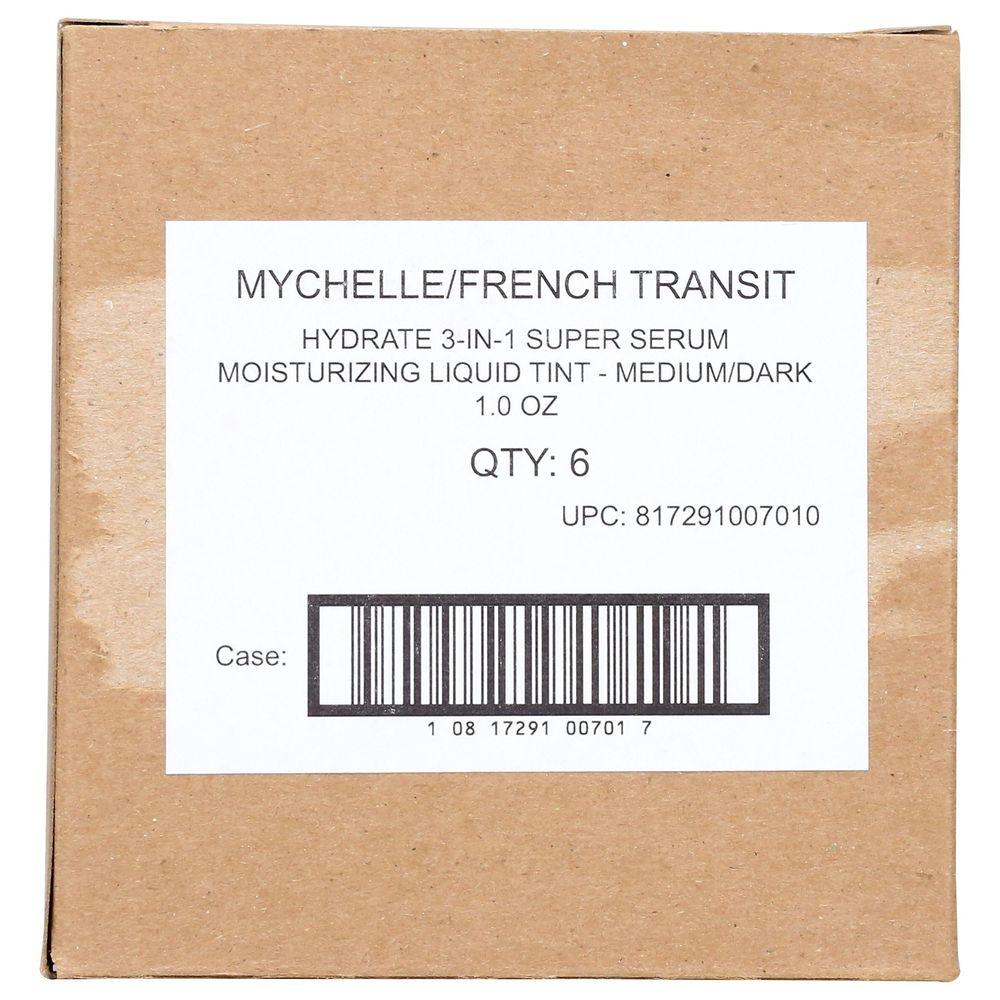 MYCHELLE/FRENCH TRANSIT
HYDRATE 3-IN-1 SUPER SERUM
MOISTURIZING LIQUID TINT - MEDIUM/DARK
1.0 OZ
QTY: 6
UPC: 817291007010
Case:
1 08 17291 00701 7